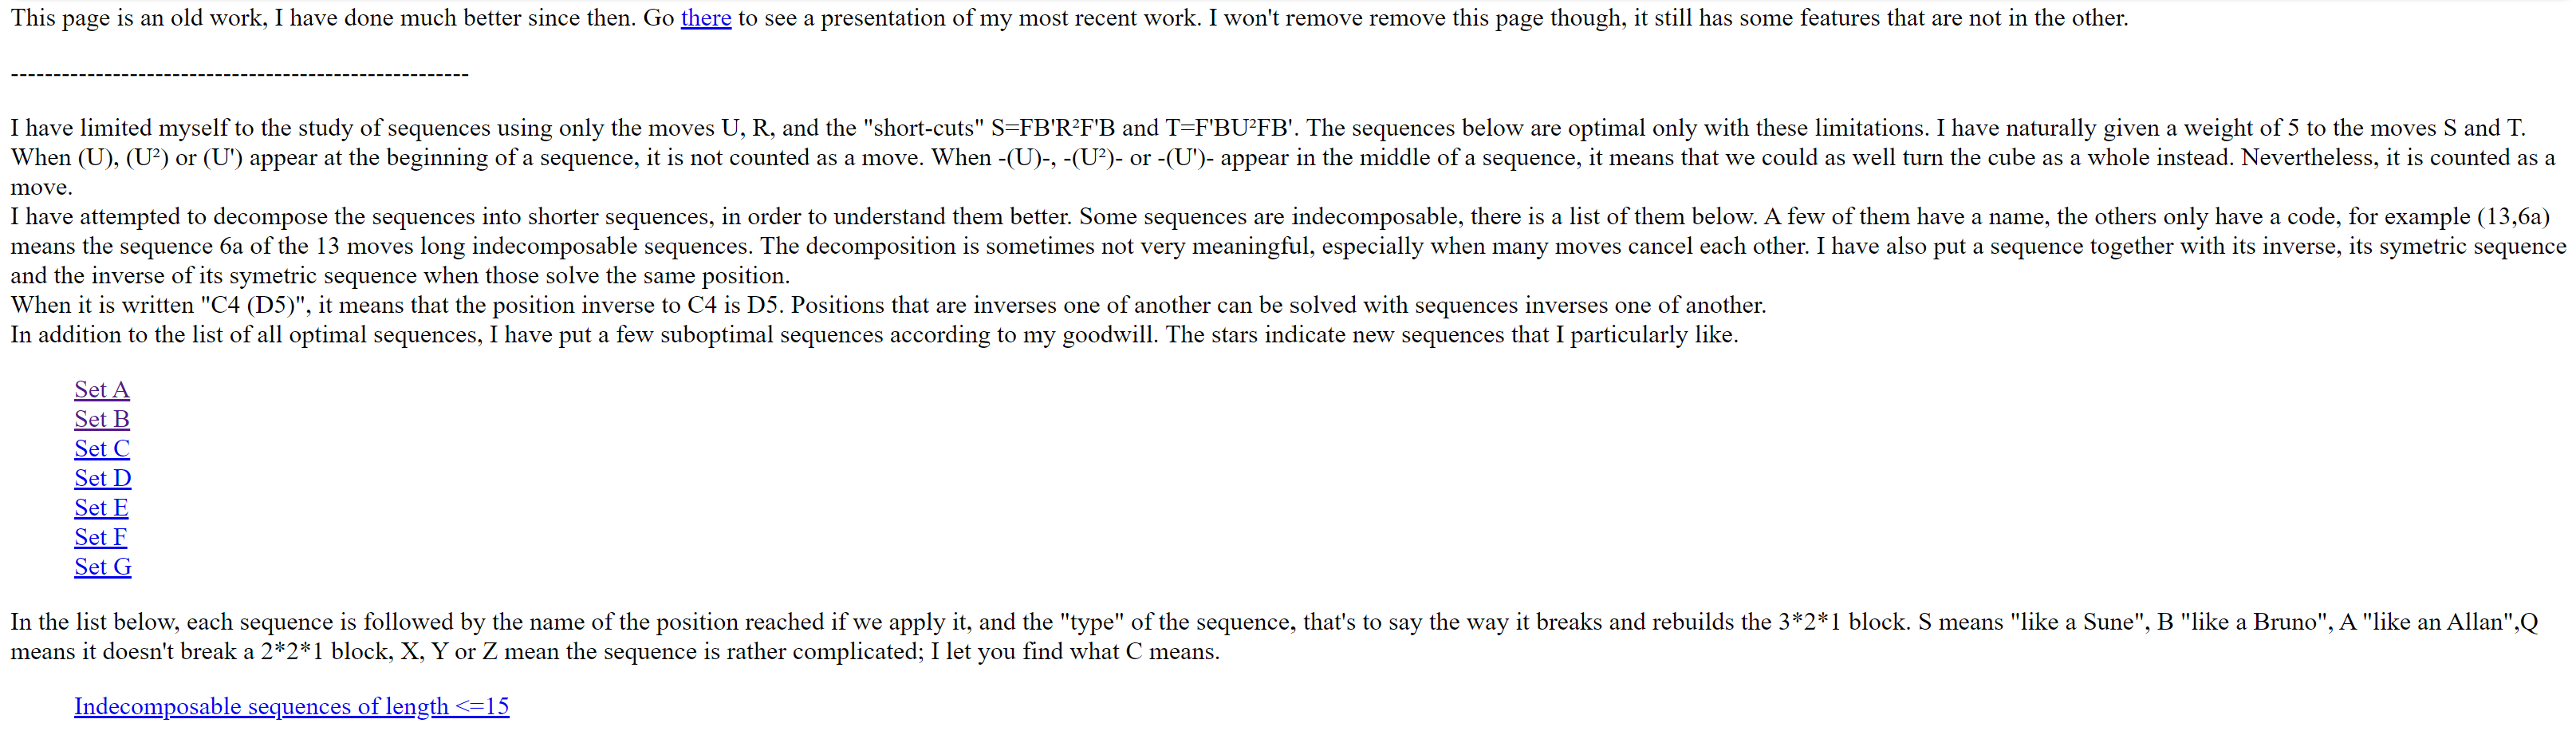 This page is an old work, I have done much better since then. Go there to see a presentation of my most recent work. I won't remove remove this page though, it still has some features that are not in the other.
------------------------------------------------------
I have limited myself to the study of sequences using only the moves U, R, and the "short-cuts" S=FB'R²F'B and T=F'BU²FB'. The sequences below are optimal only with these limitations. I have naturally given a weight of 5 to the moves S and T.
When (U), (U²) or (U') appear at the beginning of a sequence, it is not counted as a move. When -(U)-, -(U²)- or -(U')- appear in the middle of a sequence, it means that we could as well turn the cube as a whole instead. Nevertheless, it is counted as a
move.
I have attempted to decompose the sequences into shorter sequences, in order to understand them better. Some sequences are indecomposable, there is a list of them below. A few of them have a name, the others only have a code, for example (13,6a)
means the sequence 6a of the 13 moves long indecomposable sequences. The decomposition is sometimes not very meaningful, especially when many moves cancel each other. I have also put a sequence together with its inverse, its symetric sequence
and the inverse of its symetric sequence when those solve the same position.
When it is written "C4 (D5)", it means that the position inverse to C4 is D5. Positions that are inverses one of another can be solved with sequences inverses one of another.
In addition to the list of all optimal sequences, I have put a few suboptimal sequences according to my goodwill. The stars indicate new sequences that I particularly like.
Set A
Set B
Set C
Set D
Set E
Set F
Set G
In the list below, each sequence is followed by the name of the position reached if we apply it, and the "type" of the sequence, that's to say the way it breaks and rebuilds the 3*2*1 block. S means "like a Sune", B "like a Bruno", A "like an Allan",Q
means it doesn't break a 2*2*1 block, X, Y or Z mean the sequence is rather complicated; I let you find what C means.
Indecomposable sequences of length <=15